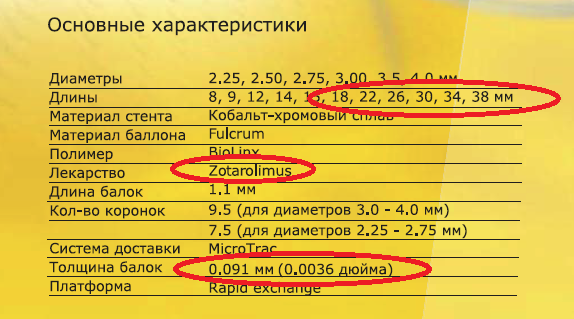 Основные характеристики
Диаметры 2.25, 2.50, 2.75, 3.00, 3.5, 4.0 мм
Длины 8, 9, 12, 14, 15, 18, 22, 26, 30, 34, 38 мм
Материал стента Кобальт-хромовый сплав
Материал баллона Fulcrum
Полимер BioLinx
Лекарство Zotarolimus
Длина балок 1.1 мм
Кол-во коронок 9.5 (для диаметров 3.0 - 4.0 мм)
7.5 (для диаметров 2.25 - 2.75 мм)
Система доставки MicroTrac
Толщина балок 0.091 мм (0.0036 дюйма)
Платформа Rapid exchange